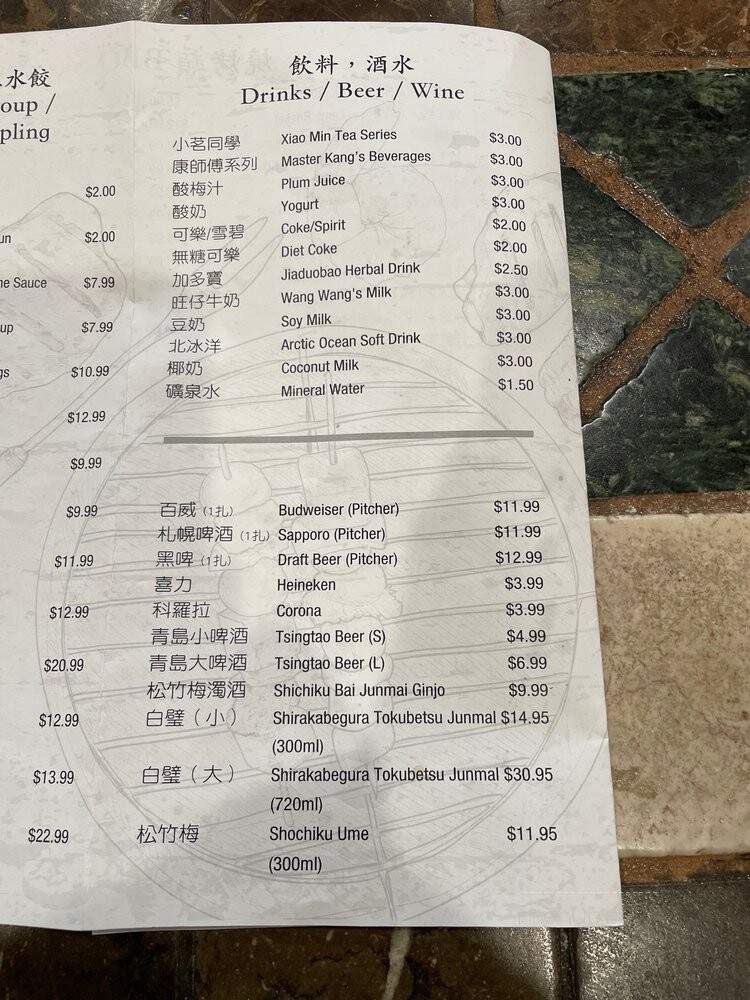 水餃
oup /
pling
$2.00
un
$2.00
ne Sauce $7.99
up
$7.99
gs
$10.99
$12.99
$9.99
$9.99
$11.99
$12.99
$20.99
$12.99
$13.99
$22.99
飲料，酒水
Drinks / Beer / Wine
小茗同學 Xiao Min Tea Series $3.00
康師傅系列 Master Kang's Beverages $3.00
酸梅汁 Plum Juice $3.00
酸奶 Yogurt $3.00
可樂/雪碧 Coke/Spirit $2.00
無糖可樂 Diet Coke $2.00
加多寶 Jiaduobao Herbal Drink $2.50
旺仔牛奶 Wang Wang's Milk $3.00
豆奶 Soy Milk $3.00
北冰洋 Arctic Ocean Soft Drink $3.00
椰奶 Coconut Milk $3.00
礦泉水 Mineral Water $1.50
百威（1扎） Budweiser (Pitcher) $11.99
札幌啤酒（1扎） Sapporo (Pitcher) $11.99
黑啤（1扎） Draft Beer (Pitcher) $12.99
喜力 Heineken $3.99
科羅拉 Corona $3.99
青島小啤酒 Tsingtao Beer (S) $4.99
青島大啤酒 Tsingtao Beer (L) $6.99
松竹梅濁酒 Shichiku Bai Junmai Ginjo $9.99
白璧（小） Shirakabegura Tokubetsu Junmal $14.95
(300ml)
白璧（大） Shirakabegura Tokubetsu Junmal $30.95
(720ml)
松竹梅 Shochiku Ume $11.95
(300ml)